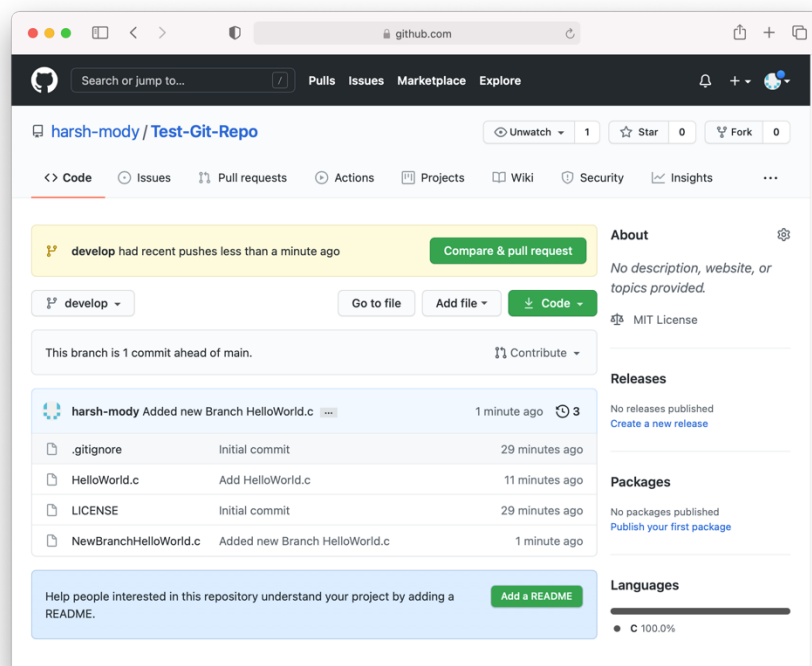 github.com
Search or jump to...
/
Pulls Issues Marketplace Explore
harsh-mody / Test-Git-Repo
Unwatch 1 Star 0 Fork 0
<> Code Issues Pull requests Actions Projects Wiki Security Insights ...
develop had recent pushes less than a minute ago
Compare & pull request
develop Go to file Add file Code
This branch is 1 commit ahead of main.
Contribute
harsh-mody Added new Branch HelloWorld.c ... 1 minute ago 3
.gitignore Initial commit 29 minutes ago
HelloWorld.c Add HelloWorld.c 11 minutes ago
LICENSE Initial commit 29 minutes ago
NewBranchHelloWorld.c Added new Branch HelloWorld.c 1 minute ago
Help people interested in this repository understand your project by adding a
README.
Add a README
About
No description, website, or
topics provided.
MIT License
Releases
No releases published
Create a new release
Packages
No packages published
Publish your first package
Languages
C 100.0%